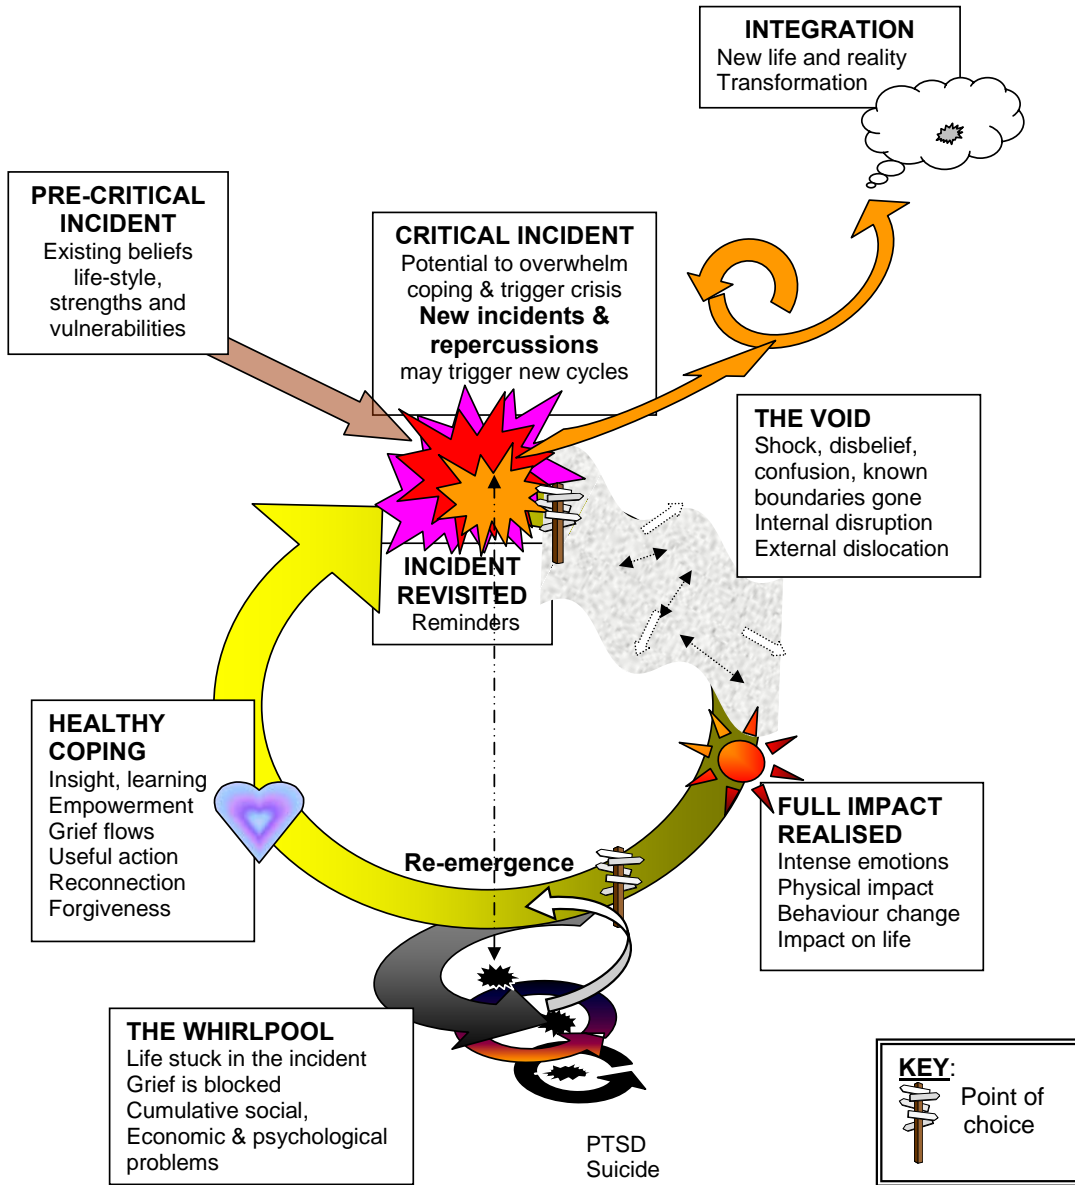 INTEGRATION
New life and reality
Transformation
PRE-CRITICAL
INCIDENT
Existing beliefs
life-style,
strengths and
vulnerabilities
CRITICAL INCIDENT
Potential to overwhelm
coping & trigger crisis
New incidents &
repercussions
may trigger new cycles
THE VOID
Shock, disbelief,
confusion, known
boundaries gone
Internal disruption
External dislocation
INCIDENT
REVISITED
Reminders
HEALTHY
COPING
Insight, learning
Empowerment
Grief flows
Useful action
Reconnection
Forgiveness
Re-emergence
FULL IMPACT
REALISED
Intense emotions
Physical impact
Behaviour change
Impact on life
THE WHIRLPOOL
Life stuck in the incident
Grief is blocked
Cumulative social,
Economic & psychological
problems
PTSD
Suicide
KEY:
Point of
choice